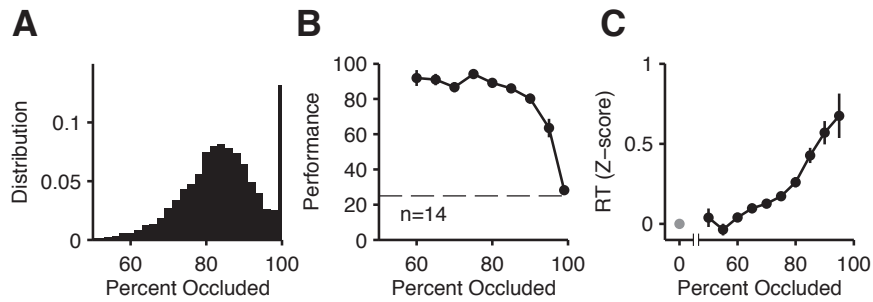 A
Distribution
0.1
0.05
0
60
80
100
Percent Occluded
B
Performance
100
80
60
40
20
0
n=14
60
80
100
Percent Occluded
C
RT (Z−score)
1
0.5
0
0
60
80
100
Percent Occluded